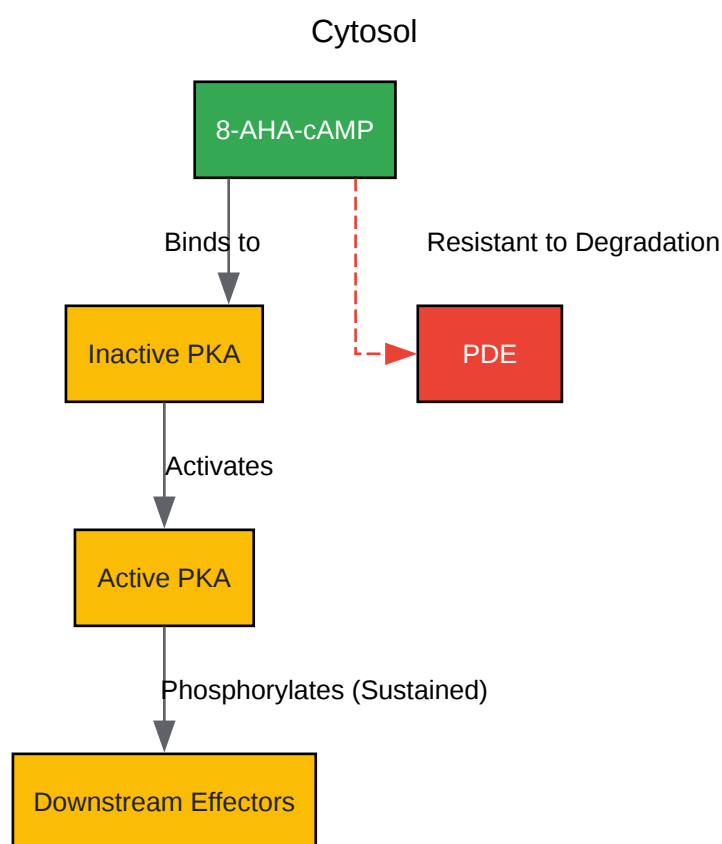 Cytosol
8-AHA-cAMP
Binds to
Resistant to Degradation
Inactive PKA
PDE
Activates
Active PKA
Phosphorylates (Sustained)
Downstream Effectors